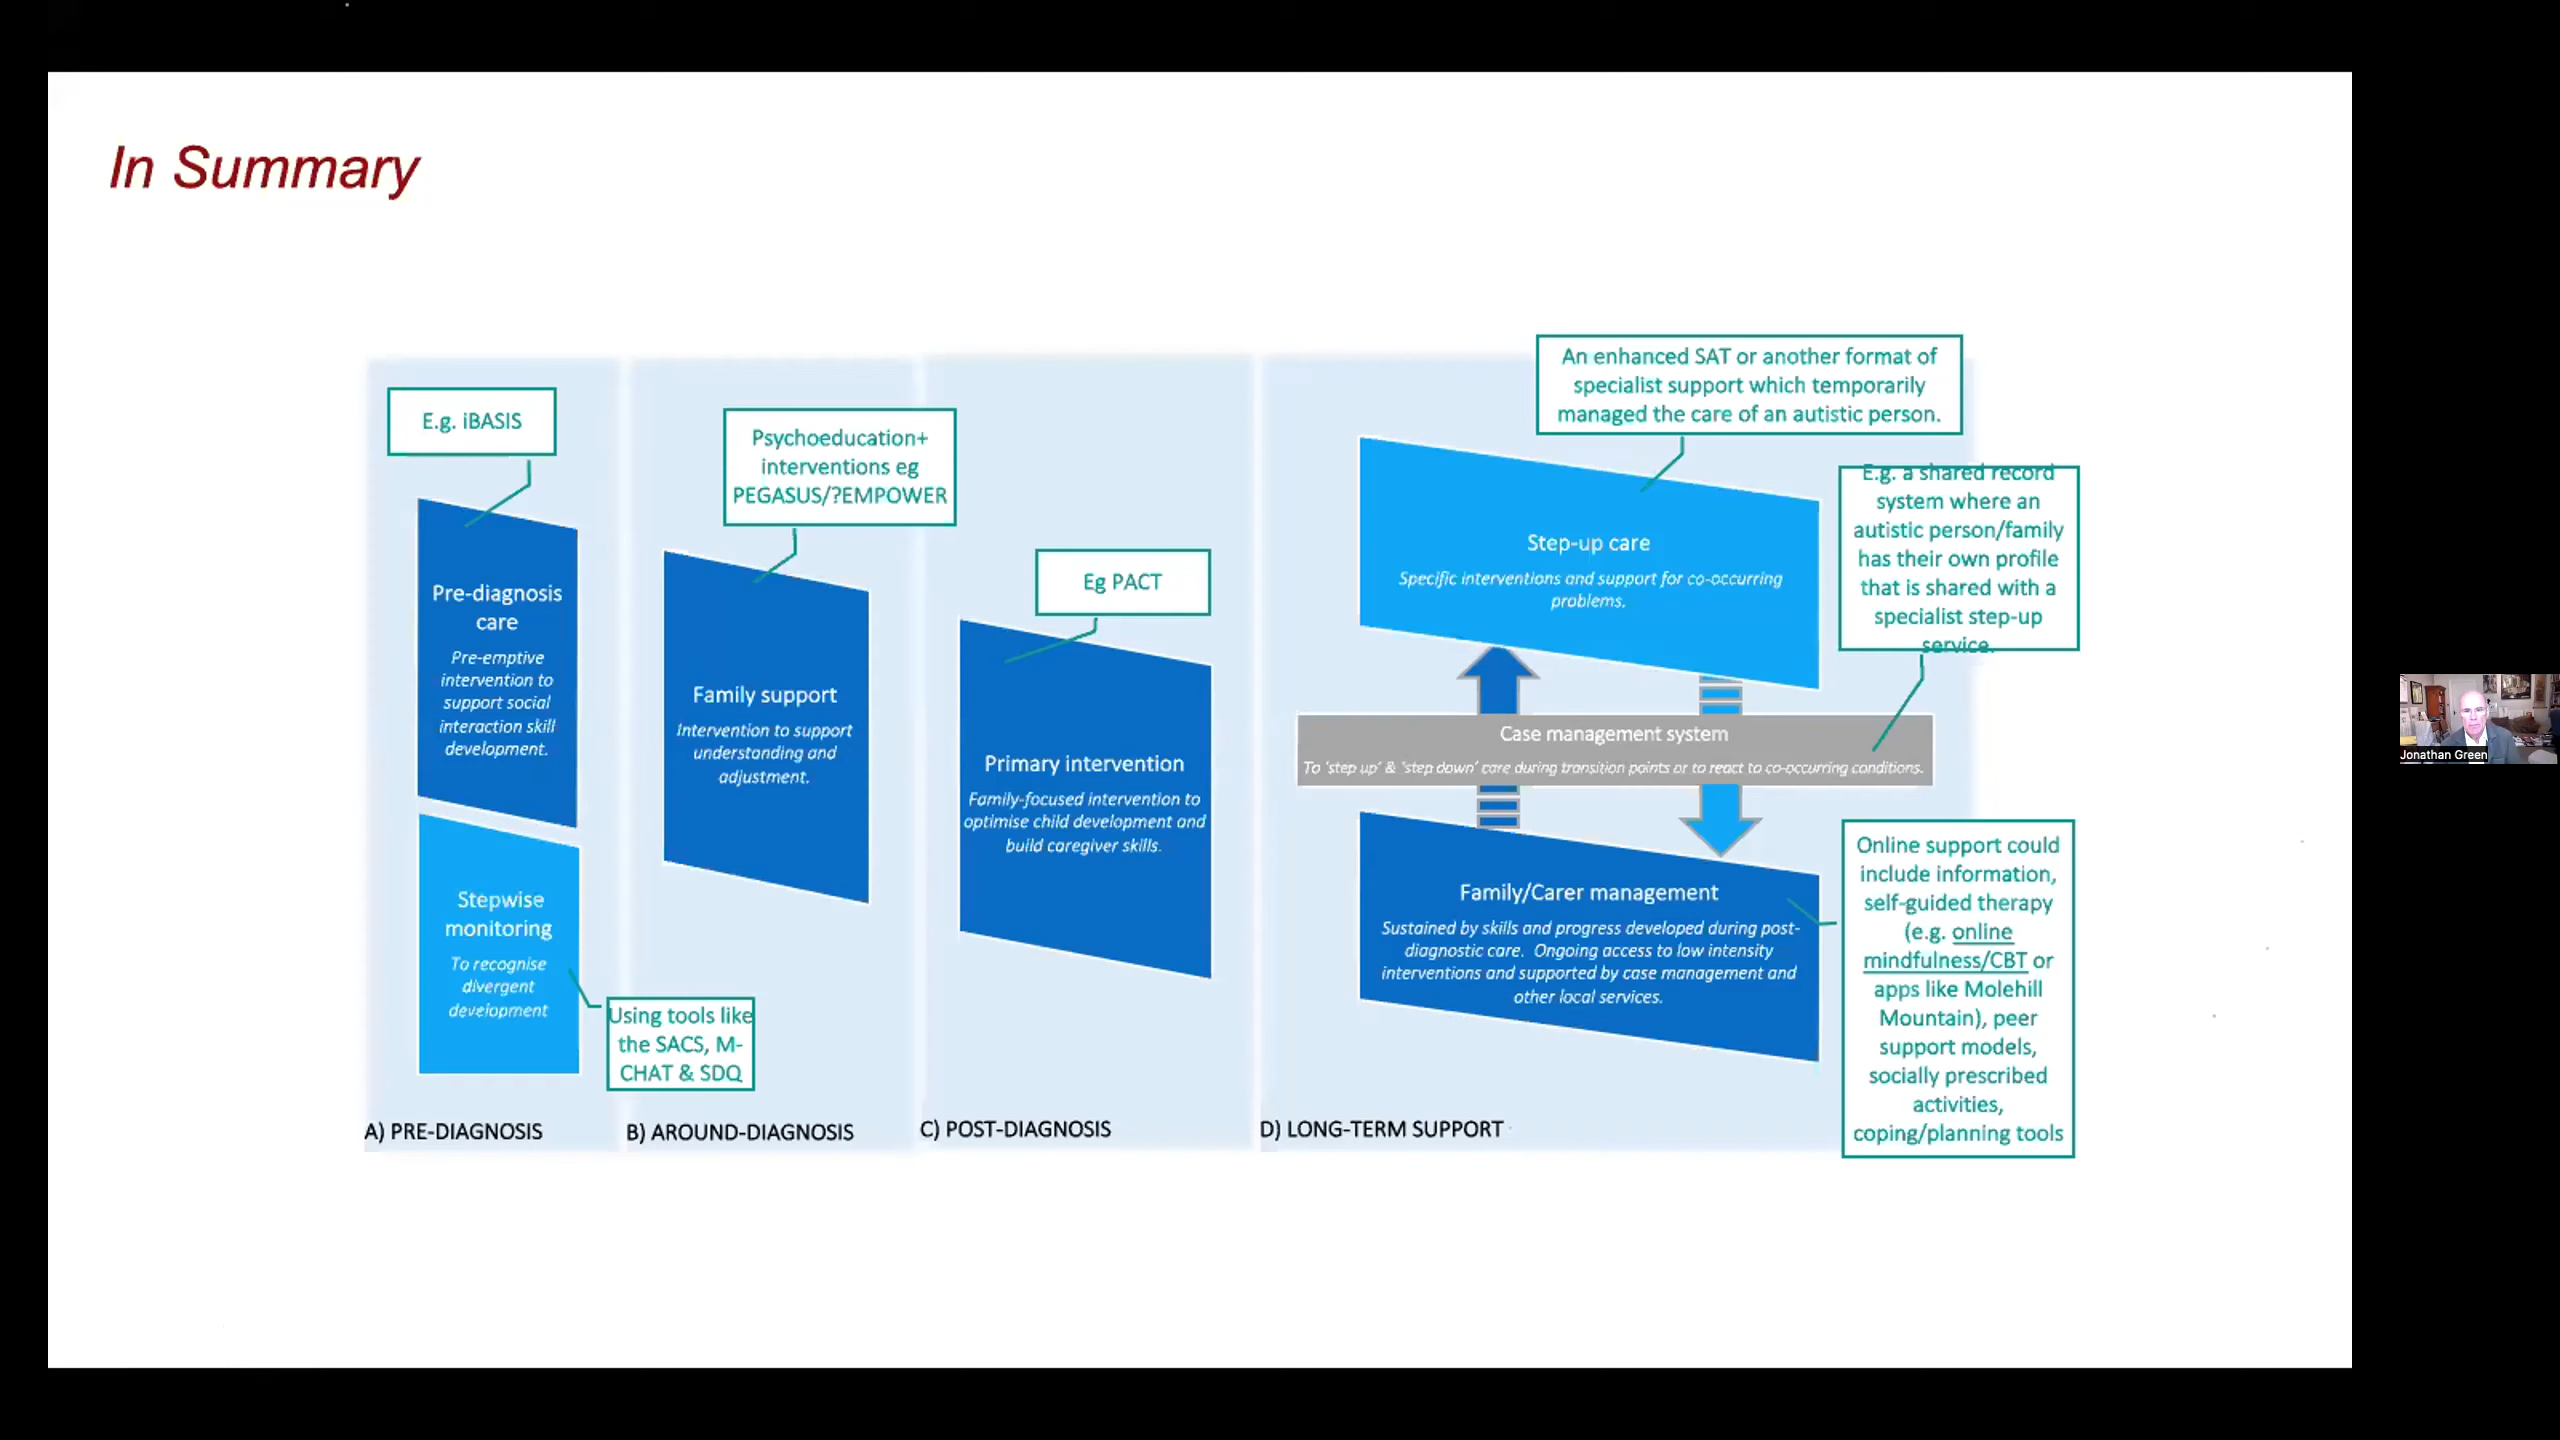 In Summary
E.g. iBASIS
Pre-diagnosis
care
Pre-emptive
intervention to
support social
interaction skill
development.
Stepwise
monitoring
To recognise
divergent
development
Using tools like
the SACS, M-
CHAT & SDQ
A) PRE-DIAGNOSIS
Psychoeducation+
interventions eg
PEGASUS/?EMPOWER
Family support
Intervention to support
understanding and
adjustment.
B) AROUND-DIAGNOSIS
Eg PACT
Primary intervention
Family-focused intervention to
optimise child development and
build caregiver skills.
C) POST-DIAGNOSIS
An enhanced SAT or another format of
specialist support which temporarily
managed the care of an autistic person.
Step-up care
Specific interventions and support for co-occurring
problems.
E.g. a shared record
system where an
autistic person/family
has their own profile
that is shared with a
specialist step-up
service.
Case management system
To 'step up' & 'step down' care during transition points or to react to co-occurring conditions.
Family/Carer management
Sustained by skills and progress developed during post-
diagnostic care. Ongoing access to low intensity
interventions and supported by case management and
other local services.
Online support could
include information,
self-guided therapy
(e.g. online
mindfulness/CBT or
apps like Molehill
Mountain), peer
support models,
socially prescribed
activities,
coping/planning tools
D) LONG-TERM SUPPORT
Jonathan Green